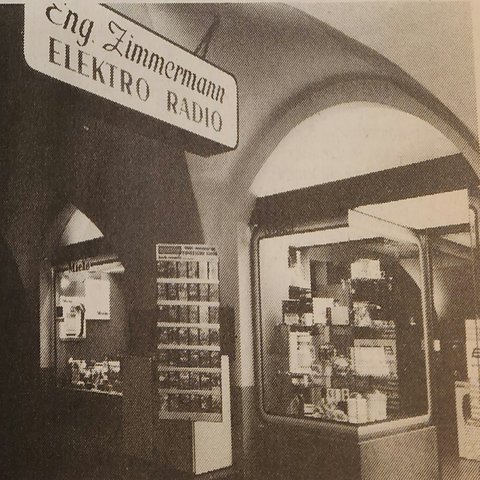 Eng. Zimmermann
ELEKTRO RADIO